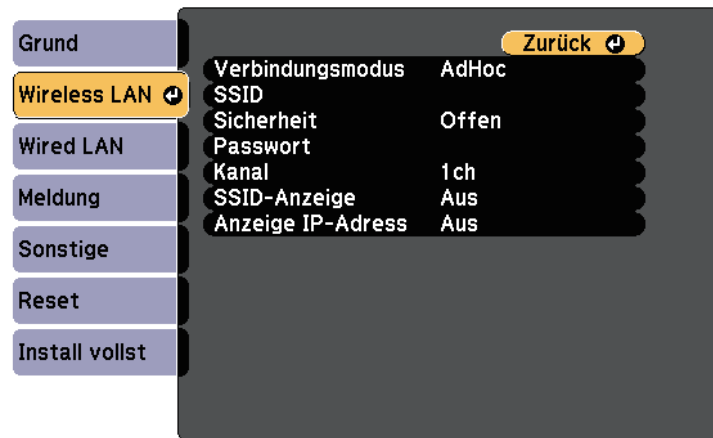 Grund
Wireless LAN
Wired LAN
Meldung
Sonstige
Reset
Install vollst
Zurück
Verbindungsmodus AdHoc
SSID
Sicherheit Offen
Passwort
Kanal 1ch
SSID-Anzeige Aus
Anzeige IP-Adress Aus